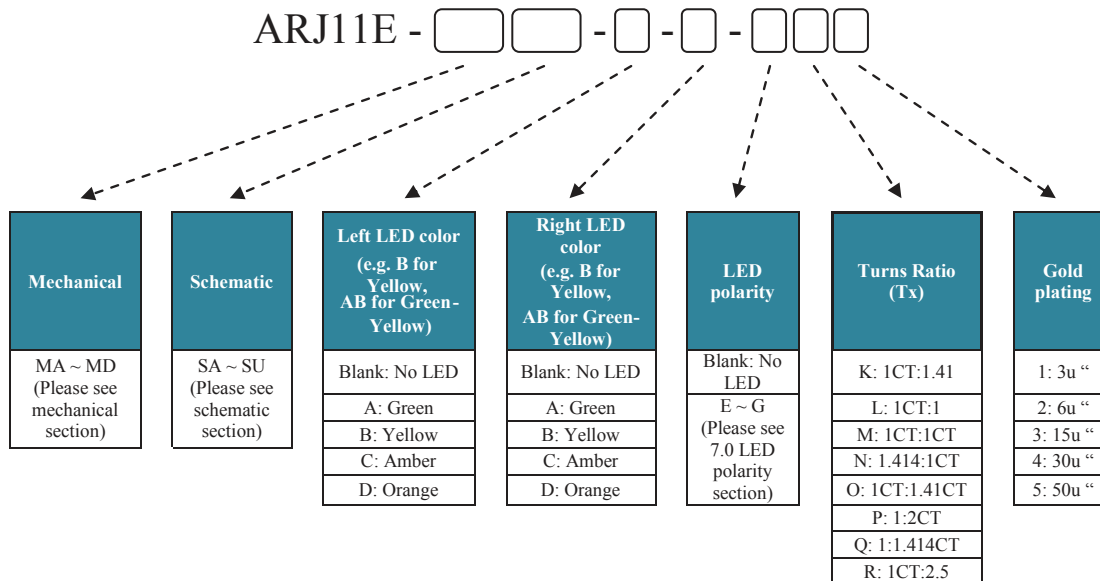 ARJ11E - - - -
Mechanical
MA ~ MD
(Please see
mechanical
section)
Schematic
SA ~ SU
(Please see
schematic
section)
Left LED color
(e.g. B for
Yellow,
AB for Green-
Yellow)
Blank: No LED
A: Green
B: Yellow
C: Amber
D: Orange
Right LED
color
(e.g. B for
Yellow,
AB for Green-
Yellow)
Blank: No LED
A: Green
B: Yellow
C: Amber
D: Orange
LED
polarity
Blank: No
LED
E ~ G
(Please see
7.0 LED
polarity
section)
Turns Ratio
(Tx)
K: 1CT:1.41
L: 1CT:1
M: 1CT:1CT
N: 1.414:1CT
O: 1CT:1.41CT
P: 1:2CT
Q: 1:1.414CT
R: 1CT:2.5
Gold
plating
1: 3u “
2: 6u “
3: 15u “
4: 30u “
5: 50u “